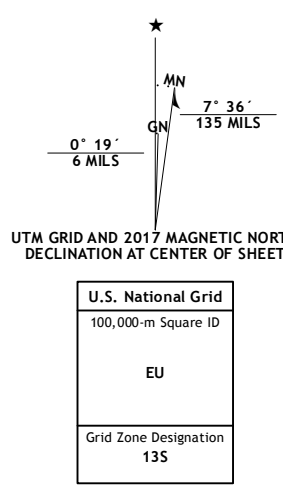 MN
GN
7° 36´
135 MILS
0° 19´
6 MILS
UTM GRID AND 2017 MAGNETIC NORT
DECLINATION AT CENTER OF SHEET
U.S. National Grid
100,000-m Square ID
EU
Grid Zone Designation
13S